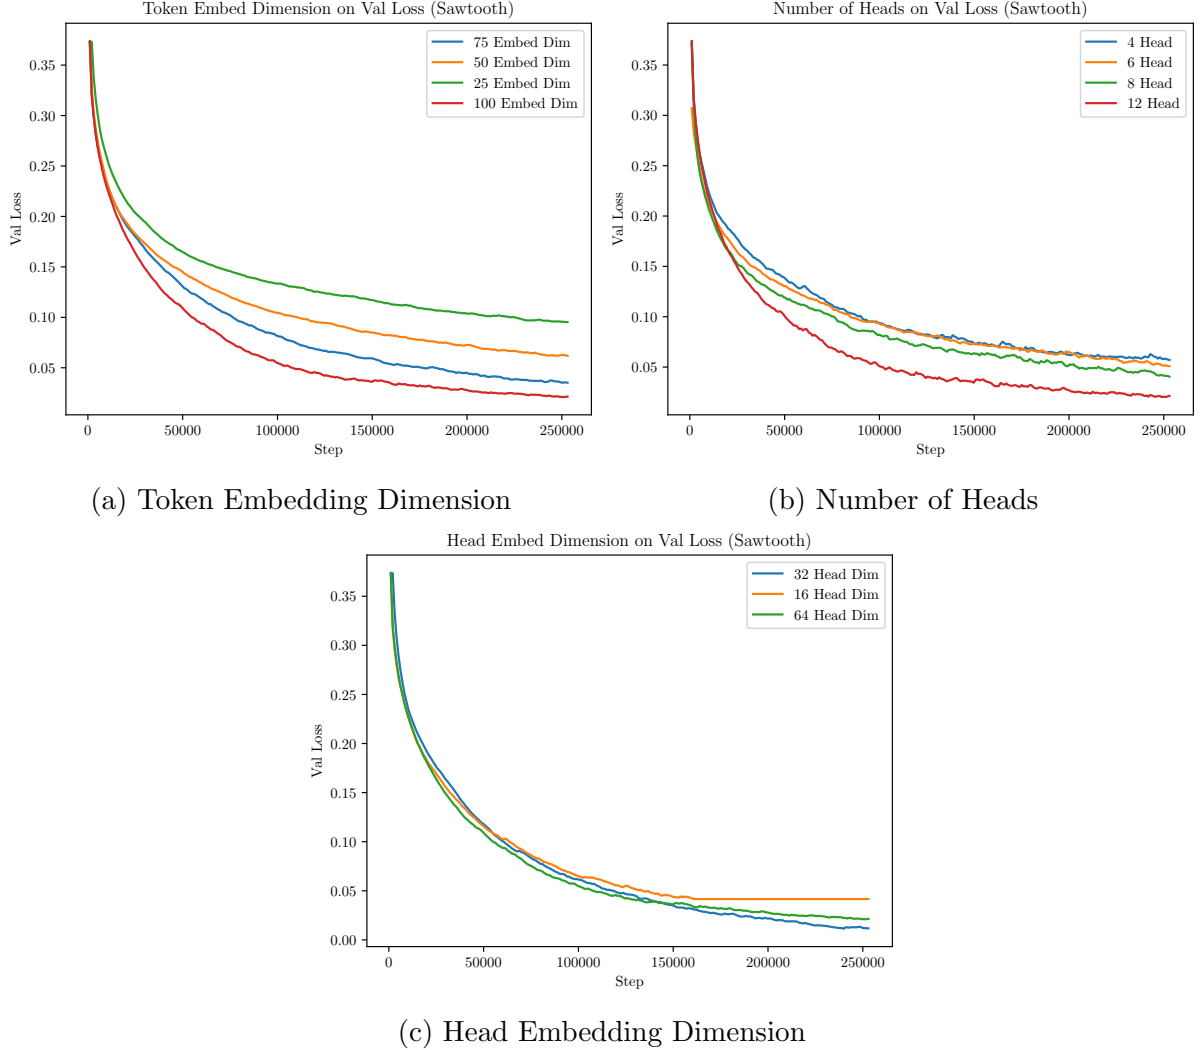 Token Embed Dimension on Val Loss (Sawtooth)
Val Loss
0.35
0.30
0.25
0.20
0.15
0.10
0.05
75 Embed Dim
50 Embed Dim
25 Embed Dim
100 Embed Dim
0 50000 100000 150000 200000 250000
Step
(a) Token Embedding Dimension
Number of Heads on Val Loss (Sawtooth)
Val Loss
0.35
0.30
0.25
0.20
0.15
0.10
0.05
4 Head
6 Head
8 Head
12 Head
0 50000 100000 150000 200000 250000
Step
(b) Number of Heads
Head Embed Dimension on Val Loss (Sawtooth)
Val Loss
0.35
0.30
0.25
0.20
0.15
0.10
0.05
0.00
32 Head Dim
16 Head Dim
64 Head Dim
0 50000 100000 150000 200000 250000
Step
(c) Head Embedding Dimension